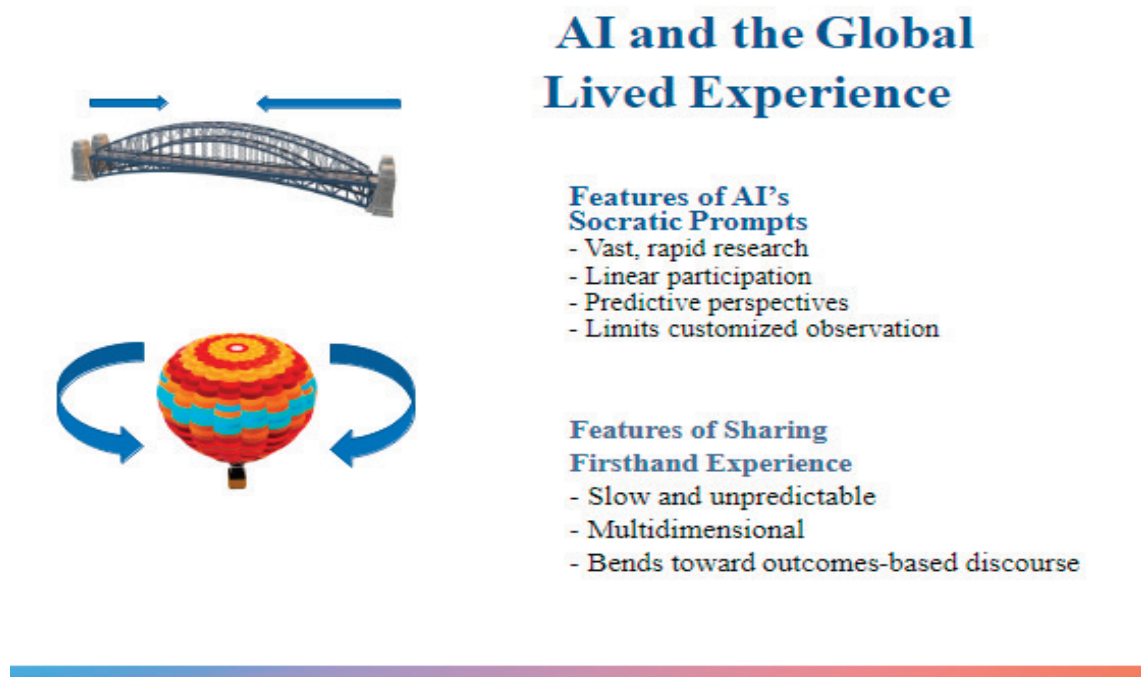 AI and the Global
Lived Experience
Features of AI’s
Socratic Prompts
- Vast, rapid research
- Linear participation
- Predictive perspectives
- Limits customized observation
Features of Sharing
Firsthand Experience
- Slow and unpredictable
- Multidimensional
- Bends toward outcomes-based discourse